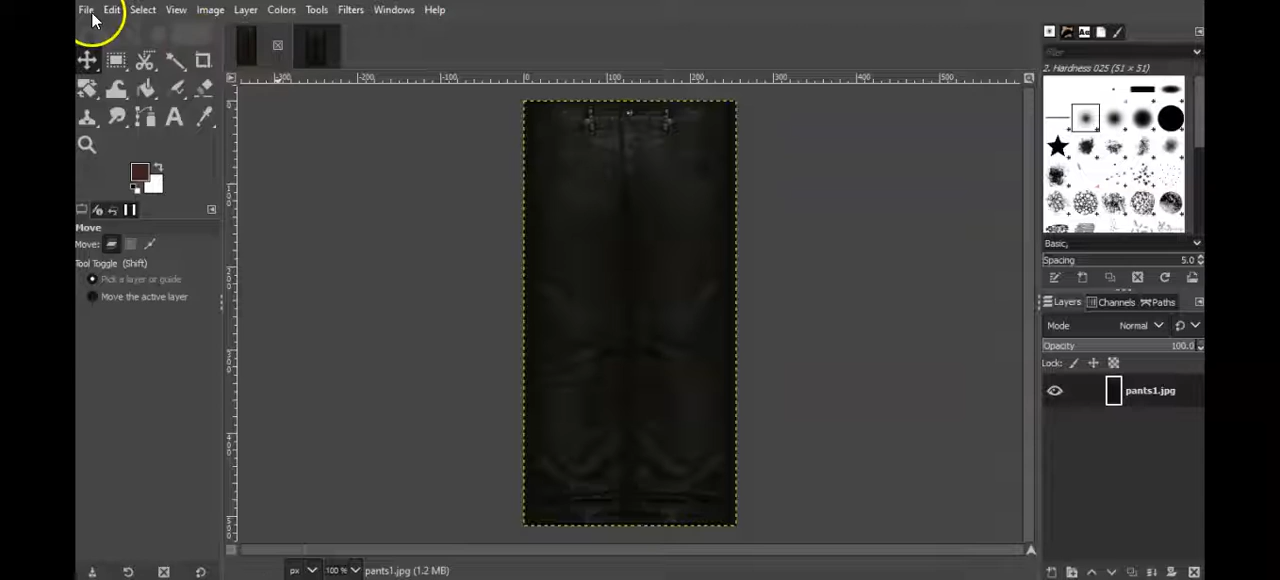 File Edit Select View Image Layer Colors Tools Filters Windows Help
2. Hardness 025 (51 × 51)
Move
Move:
Tool Toggle (Shift)
Pick a layer or guide
Move the active layer
Basic,
Spacing 5.0
Layers Channels Paths
Mode Normal
Opacity 100.0
Lock:
pants1.jpg
px 100 % pants1.jpg (1.2 MB)